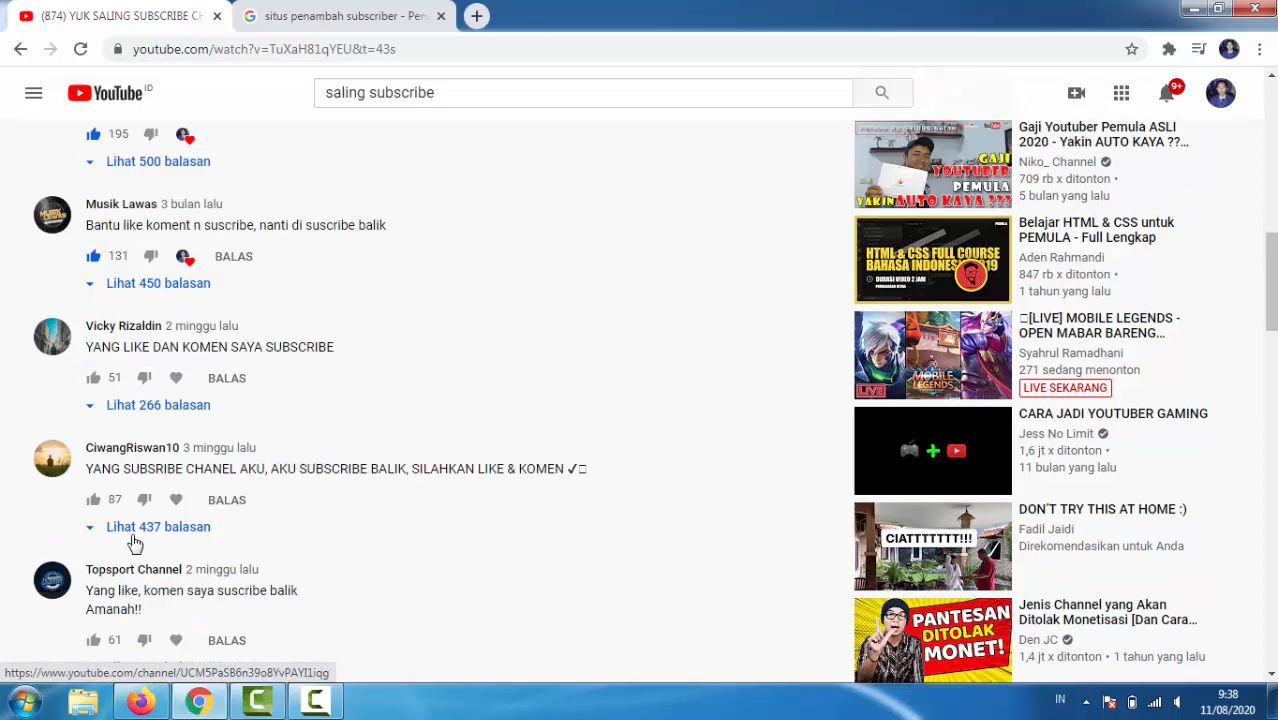 (874) YUK SALING SUBSCRIBE CH
situs penambah subscriber - Pen
youtube.com/watch?v=TuXaH81qYEU&t=43s
YouTube ID
saling subscribe
9+
195
Lihat 500 balasan
Musik Lawas 3 bulan lalu
Bantu like koment n suscribe, nanti di suscribe balik
131 BALAS
Lihat 450 balasan
Vicky Rizaldin 2 minggu lalu
YANG LIKE DAN KOMEN SAYA SUBSCRIBE
51 BALAS
Lihat 266 balasan
CiwangRiswan10 3 minggu lalu
YANG SUBSRIBE CHANEL AKU, AKU SUBSCRIBE BALIK, SILAHKAN LIKE & KOMEN ✓
87 BALAS
Lihat 437 balasan
Topsport Channel 2 minggu lalu
Yang like, komen saya suscribe balik
Amanah!!
61 BALAS
https://www.youtube.com/channel/UCM5PaSB6n39o8YvPAYI1iqg
GAJI
YOUTUBER
PEMULA
YAKIN AUTO KAYA ???
Gaji Youtuber Pemula ASLI
2020 - Yakin AUTO KAYA ??...
Niko_ Channel
709 rb x ditonton •
5 bulan yang lalu
PEMULA
HTML & CSS FULL COURSE
BAHASA INDONESIA 2019
DURASI VIDEO 2 JAM
Belajar HTML & CSS untuk
PEMULA - Full Lengkap
Aden Rahmandi
847 rb x ditonton •
1 tahun yang lalu
LIVE
MOBILE
LEGENDS
[LIVE] MOBILE LEGENDS -
OPEN MABAR BARENG...
Syahrul Ramadhani
271 sedang menonton
LIVE SEKARANG
CARA JADI YOUTUBER GAMING
Jess No Limit
1,6 jt x ditonton •
11 bulan yang lalu
CIATTTTTTT!!!
DON'T TRY THIS AT HOME :)
Fadil Jaidi
Direkomendasikan untuk Anda
PANTESAN
DITOLAK
MONET!
Jenis Channel yang Akan
Ditolak Monetisasi [Dan Cara...
Den JC
1,4 jt x ditonton • 1 tahun yang lalu
IN
9:38
11/08/2020